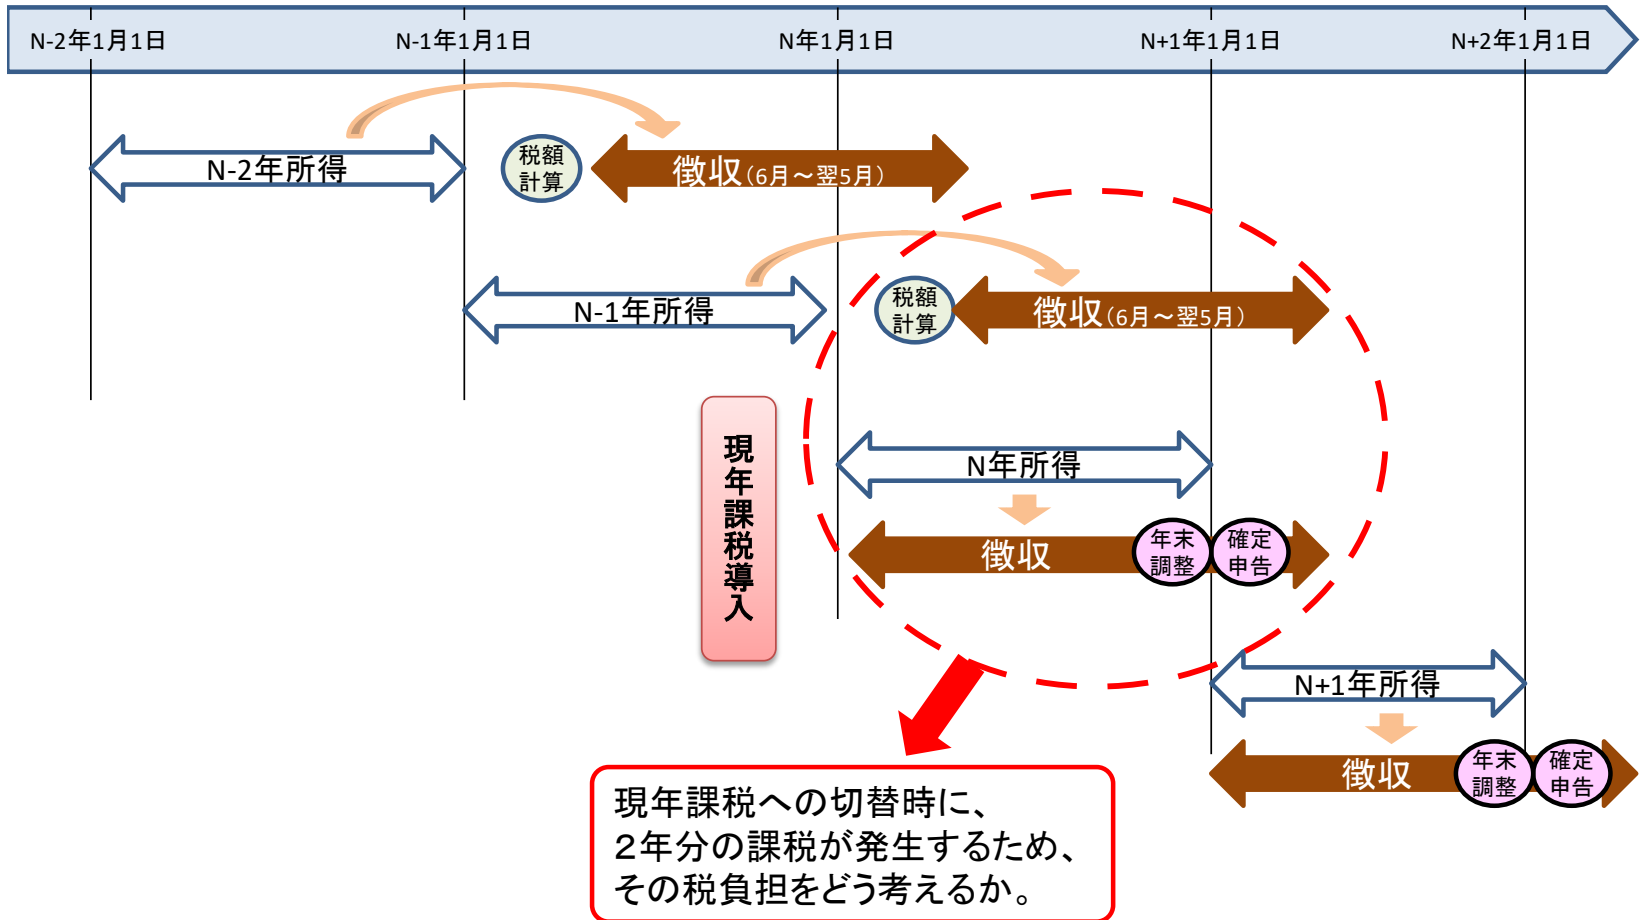 N-2年1月1日
N-1年1月1日
N年1月1日
N+1年1月1日
N+2年1月1日
N-2年所得
税額
計算
徴収（6月～翌5月）
N-1年所得
税額
計算
徴収（6月～翌5月）
現年課税導入
N年所得
徴収
年末
調整
確定
申告
N+1年所得
徴収
年末
調整
確定
申告
現年課税への切替時に、
２年分の課税が発生するため、
その税負担をどう考えるか。